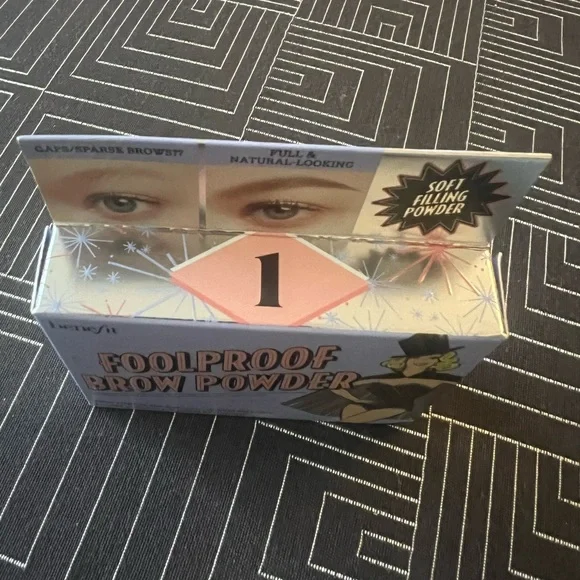 GAPS/SPARSE BROWS??
FULL &
NATURAL-LOOKING
SOFT
FILLING
POWDER
1
benefit
FOOLPROOF
BROW POWDER